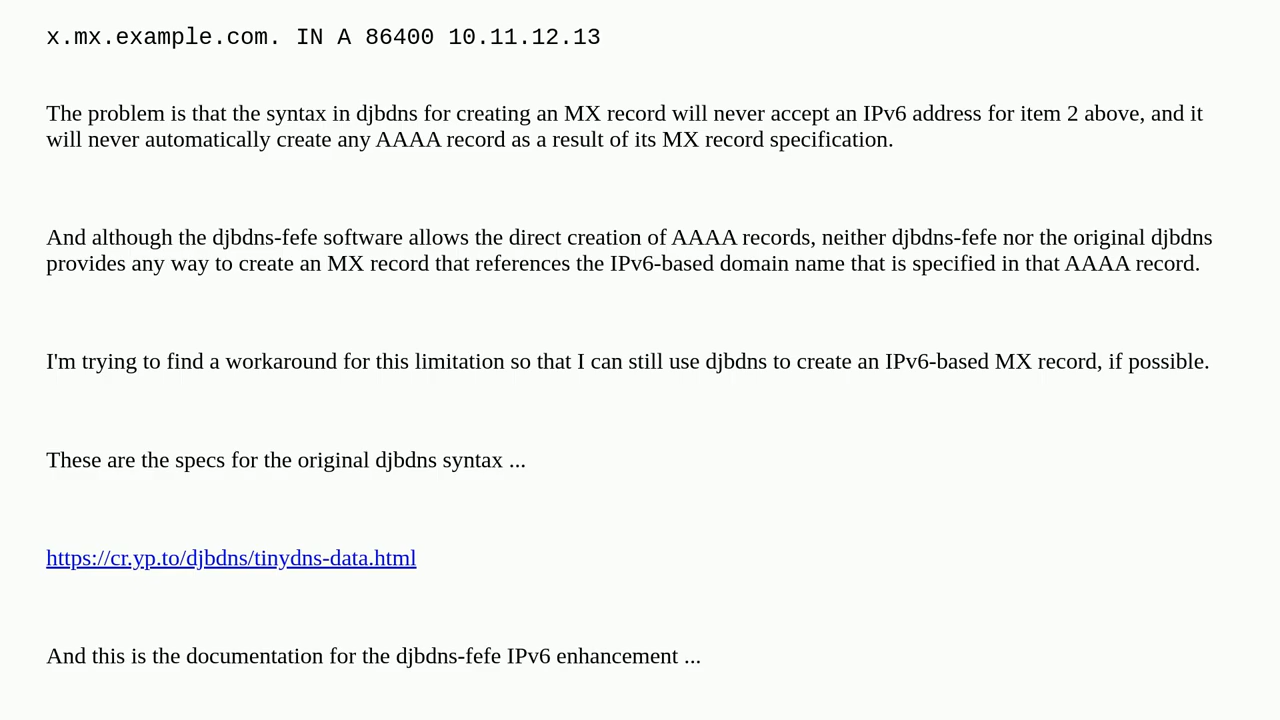 x.mx.example.com. IN A 86400 10.11.12.13
The problem is that the syntax in djbdns for creating an MX record will never accept an IPv6 address for item 2 above, and it
will never automatically create any AAAA record as a result of its MX record specification.
And although the djbdns-fefe software allows the direct creation of AAAA records, neither djbdns-fefe nor the original djbdns
provides any way to create an MX record that references the IPv6-based domain name that is specified in that AAAA record.
I'm trying to find a workaround for this limitation so that I can still use djbdns to create an IPv6-based MX record, if possible.
These are the specs for the original djbdns syntax ...
https://cr.yp.to/djbdns/tinydns-data.html
And this is the documentation for the djbdns-fefe IPv6 enhancement ...